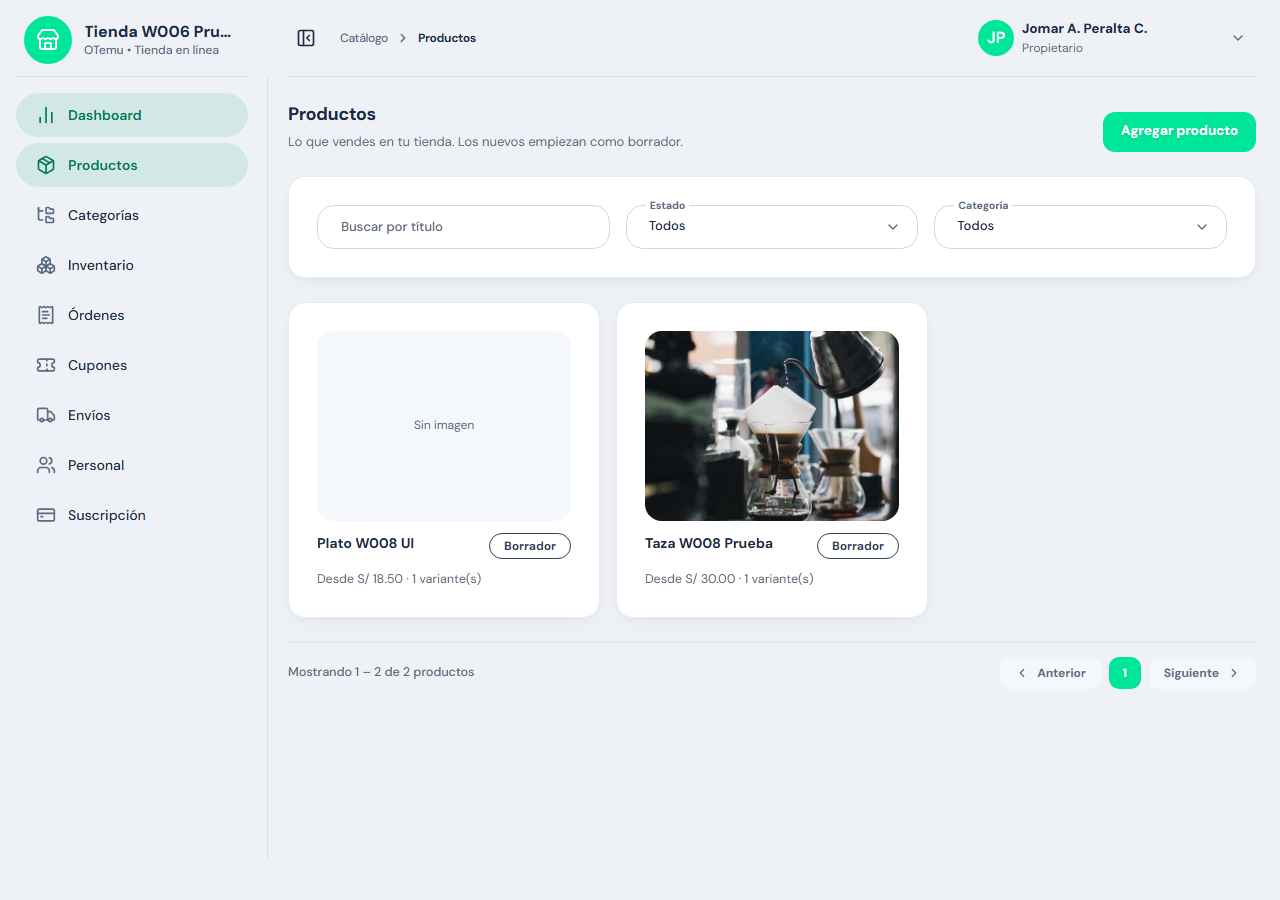 Tienda W006 Pru...
OTemu • Tienda en línea
Catálogo > Productos
JP
Jomar A. Peralta C.
Propietario
Dashboard
Productos
Categorías
Inventario
Órdenes
Cupones
Envíos
Personal
Suscripción
Productos
Lo que vendes en tu tienda. Los nuevos empiezan como borrador.
Agregar producto
Buscar por título
Estado
Todos
Categoría
Todos
Sin imagen
Plato W008 UI
Borrador
Desde S/ 18.50 · 1 variante(s)
Taza W008 Prueba
Borrador
Desde S/ 30.00 · 1 variante(s)
Mostrando 1 – 2 de 2 productos
Anterior
1
Siguiente